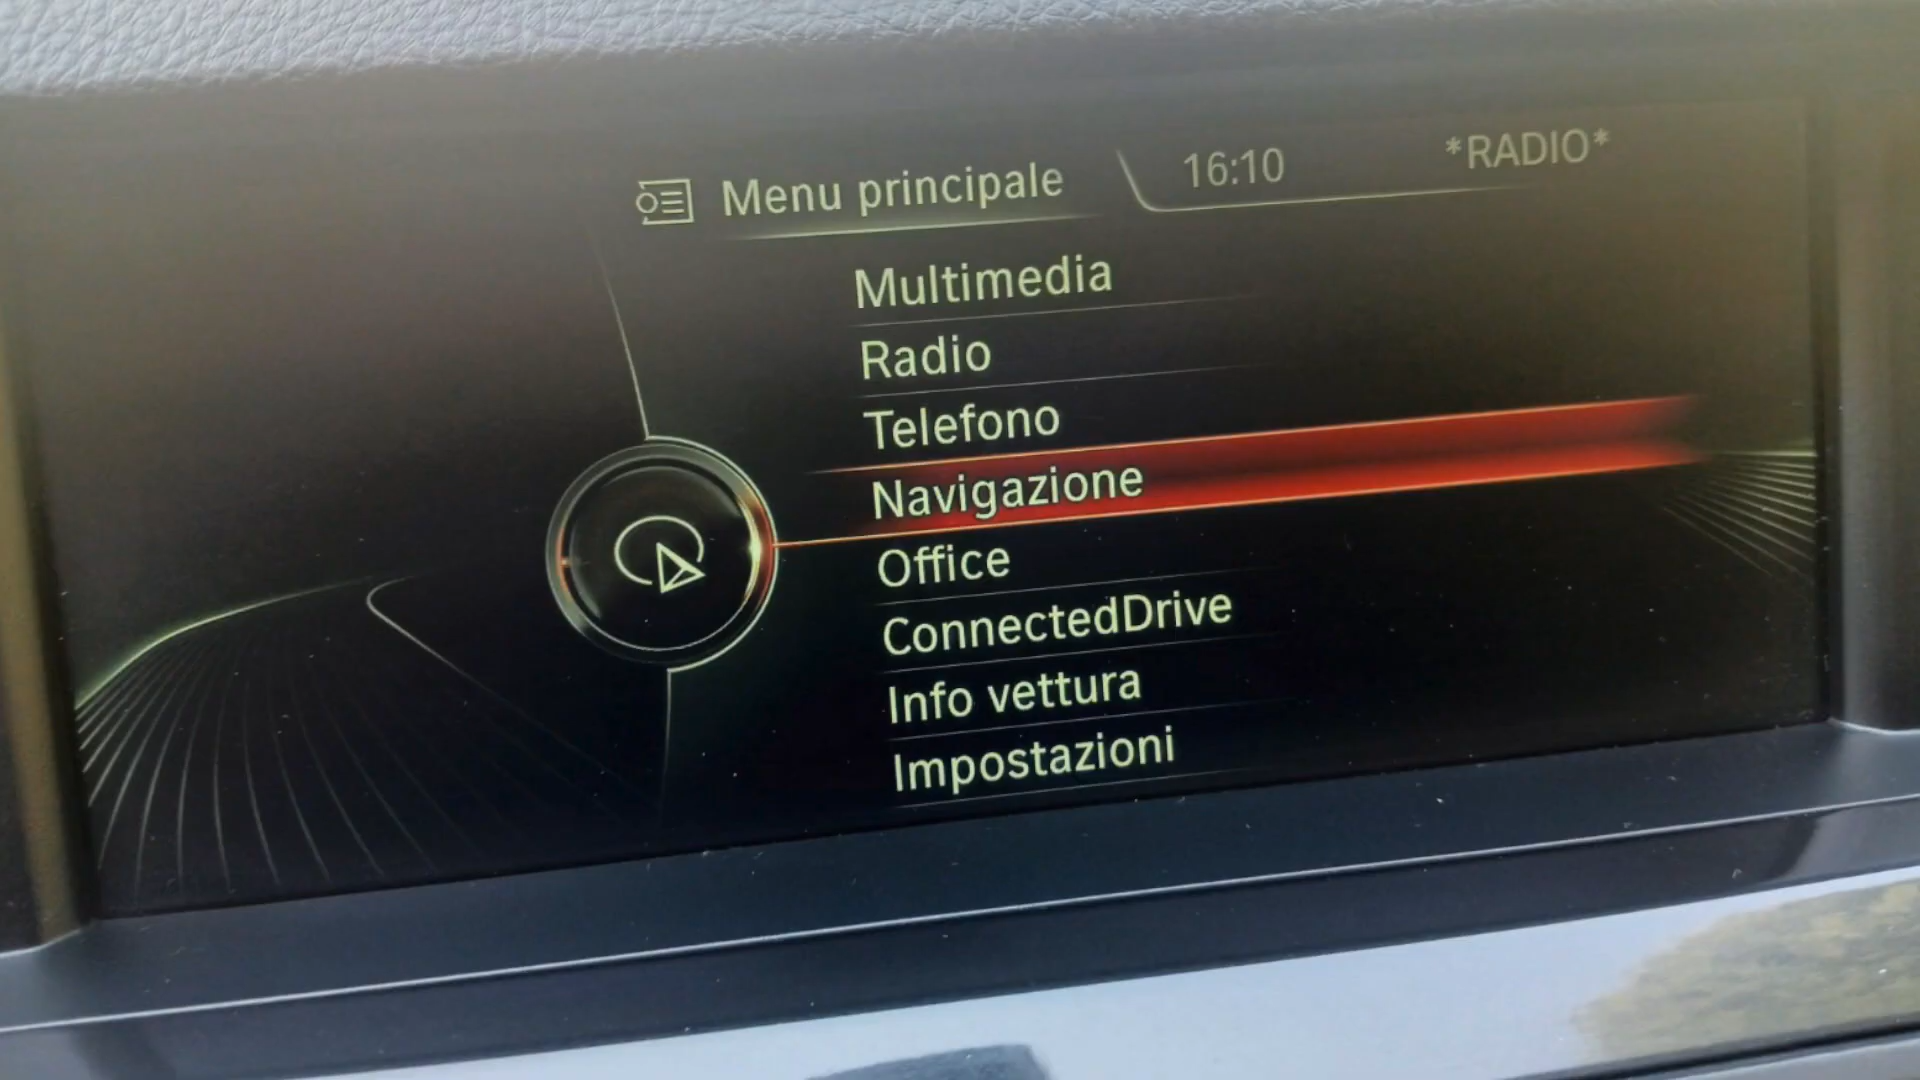 Menu principale 16:10 *RADIO*
Multimedia
Radio
Telefono
Navigazione
Office
ConnectedDrive
Info vettura
Impostazioni